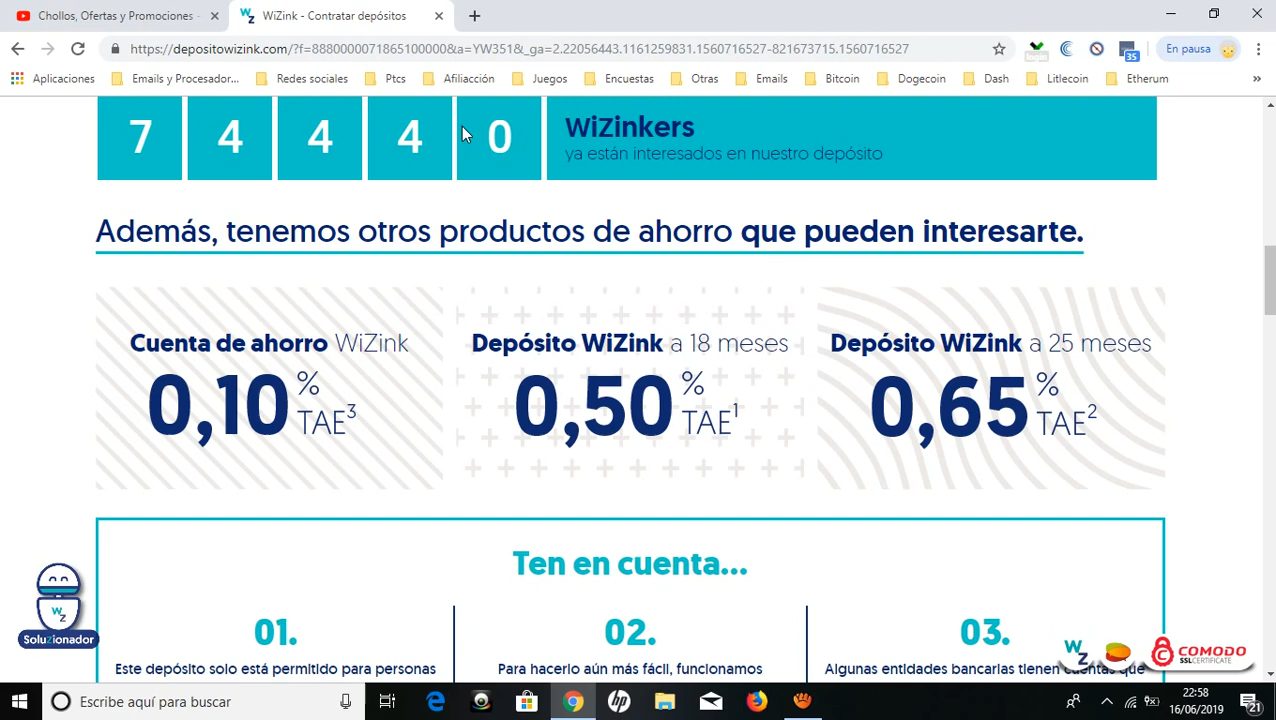 Chollos, Ofertas y Promociones -
WiZink - Contratar depósitos
https://depositowizink.com/?f=8880000071865100000&a=YW351&_ga=2.22056443.1161259831.1560716527-821673715.1560716527
35
En pausa
Aplicaciones
Emails y Procesador...
Redes sociales
Ptcs
Afiliacción
Juegos
Encuestas
Otras
Emails
Bitcoin
Dogecoin
Dash
Litlecoin
Etherum
»
7 4 4 4 0
WiZinkers
ya están interesados en nuestro depósito
Además, tenemos otros productos de ahorro que pueden interesarte.
Cuenta de ahorro WiZink
0,10 % TAE3
Depósito WiZink a 18 meses
0,50 % TAE1
Depósito WiZink a 25 meses
0,65 % TAE2
Ten en cuenta...
01.
Este depósito solo está permitido para personas
02.
Para hacerlo aún más fácil, funcionamos
03.
Algunas entidades bancarias tienen cuentas que
WZ
Soluzionador
WZ
COMODO
SSL CERTIFICATE
Escribe aquí para buscar
hp
22:58
16/06/2019
21